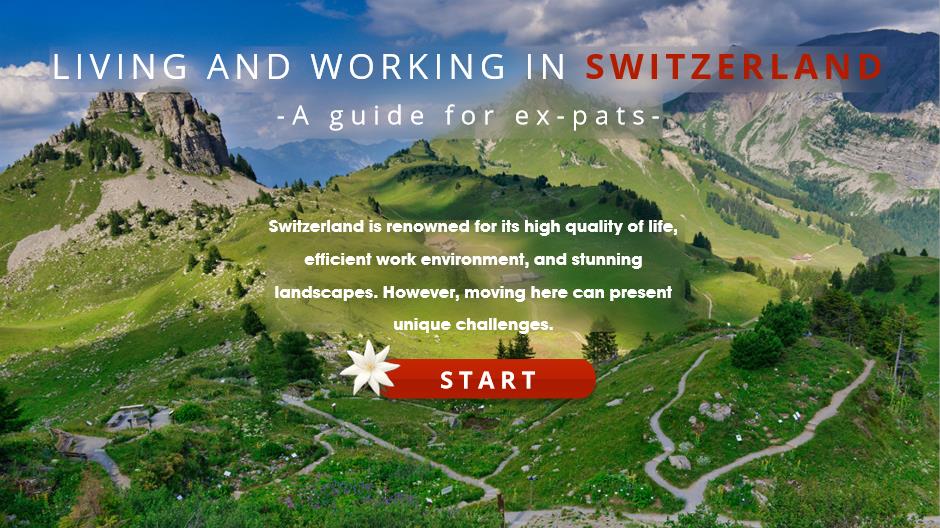 LIVING AND WORKING IN SWITZERLAND
-A guide for ex-pats-
Switzerland is renowned for its high quality of life,
efficient work environment, and stunning
landscapes. However, moving here can present
unique challenges.
START